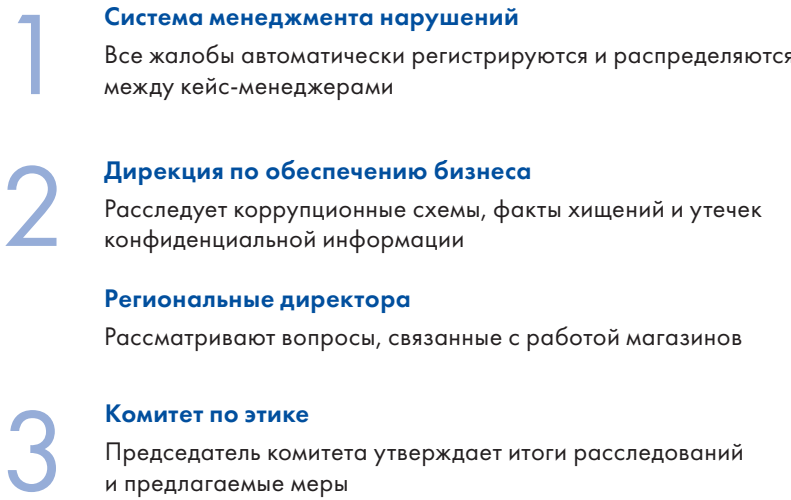 1
Система менеджмента нарушений
Все жалобы автоматически регистрируются и распределяются
между кейс-менеджерами
2
Дирекция по обеспечению бизнеса
Расследует коррупционные схемы, факты хищений и утечек
конфиденциальной информации
Региональные директора
Рассматривают вопросы, связанные с работой магазинов
3
Комитет по этике
Председатель комитета утверждает итоги расследований
и предлагаемые меры